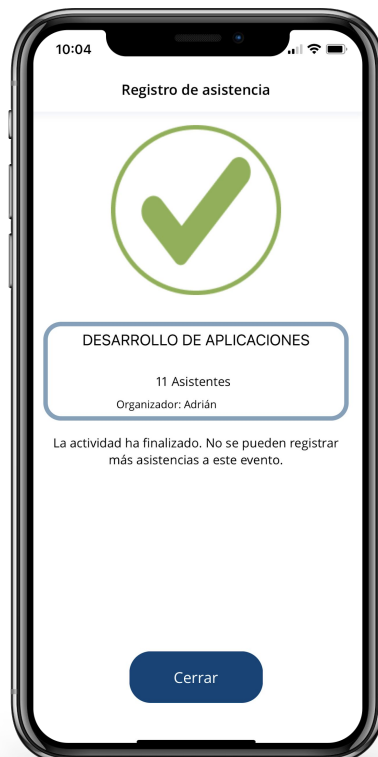 10:04
Registro de asistencia
DESARROLLO DE APLICACIONES
11 Asistentes
Organizador: Adrián
La actividad ha finalizado. No se pueden registrar
más asistencias a este evento.
Cerrar